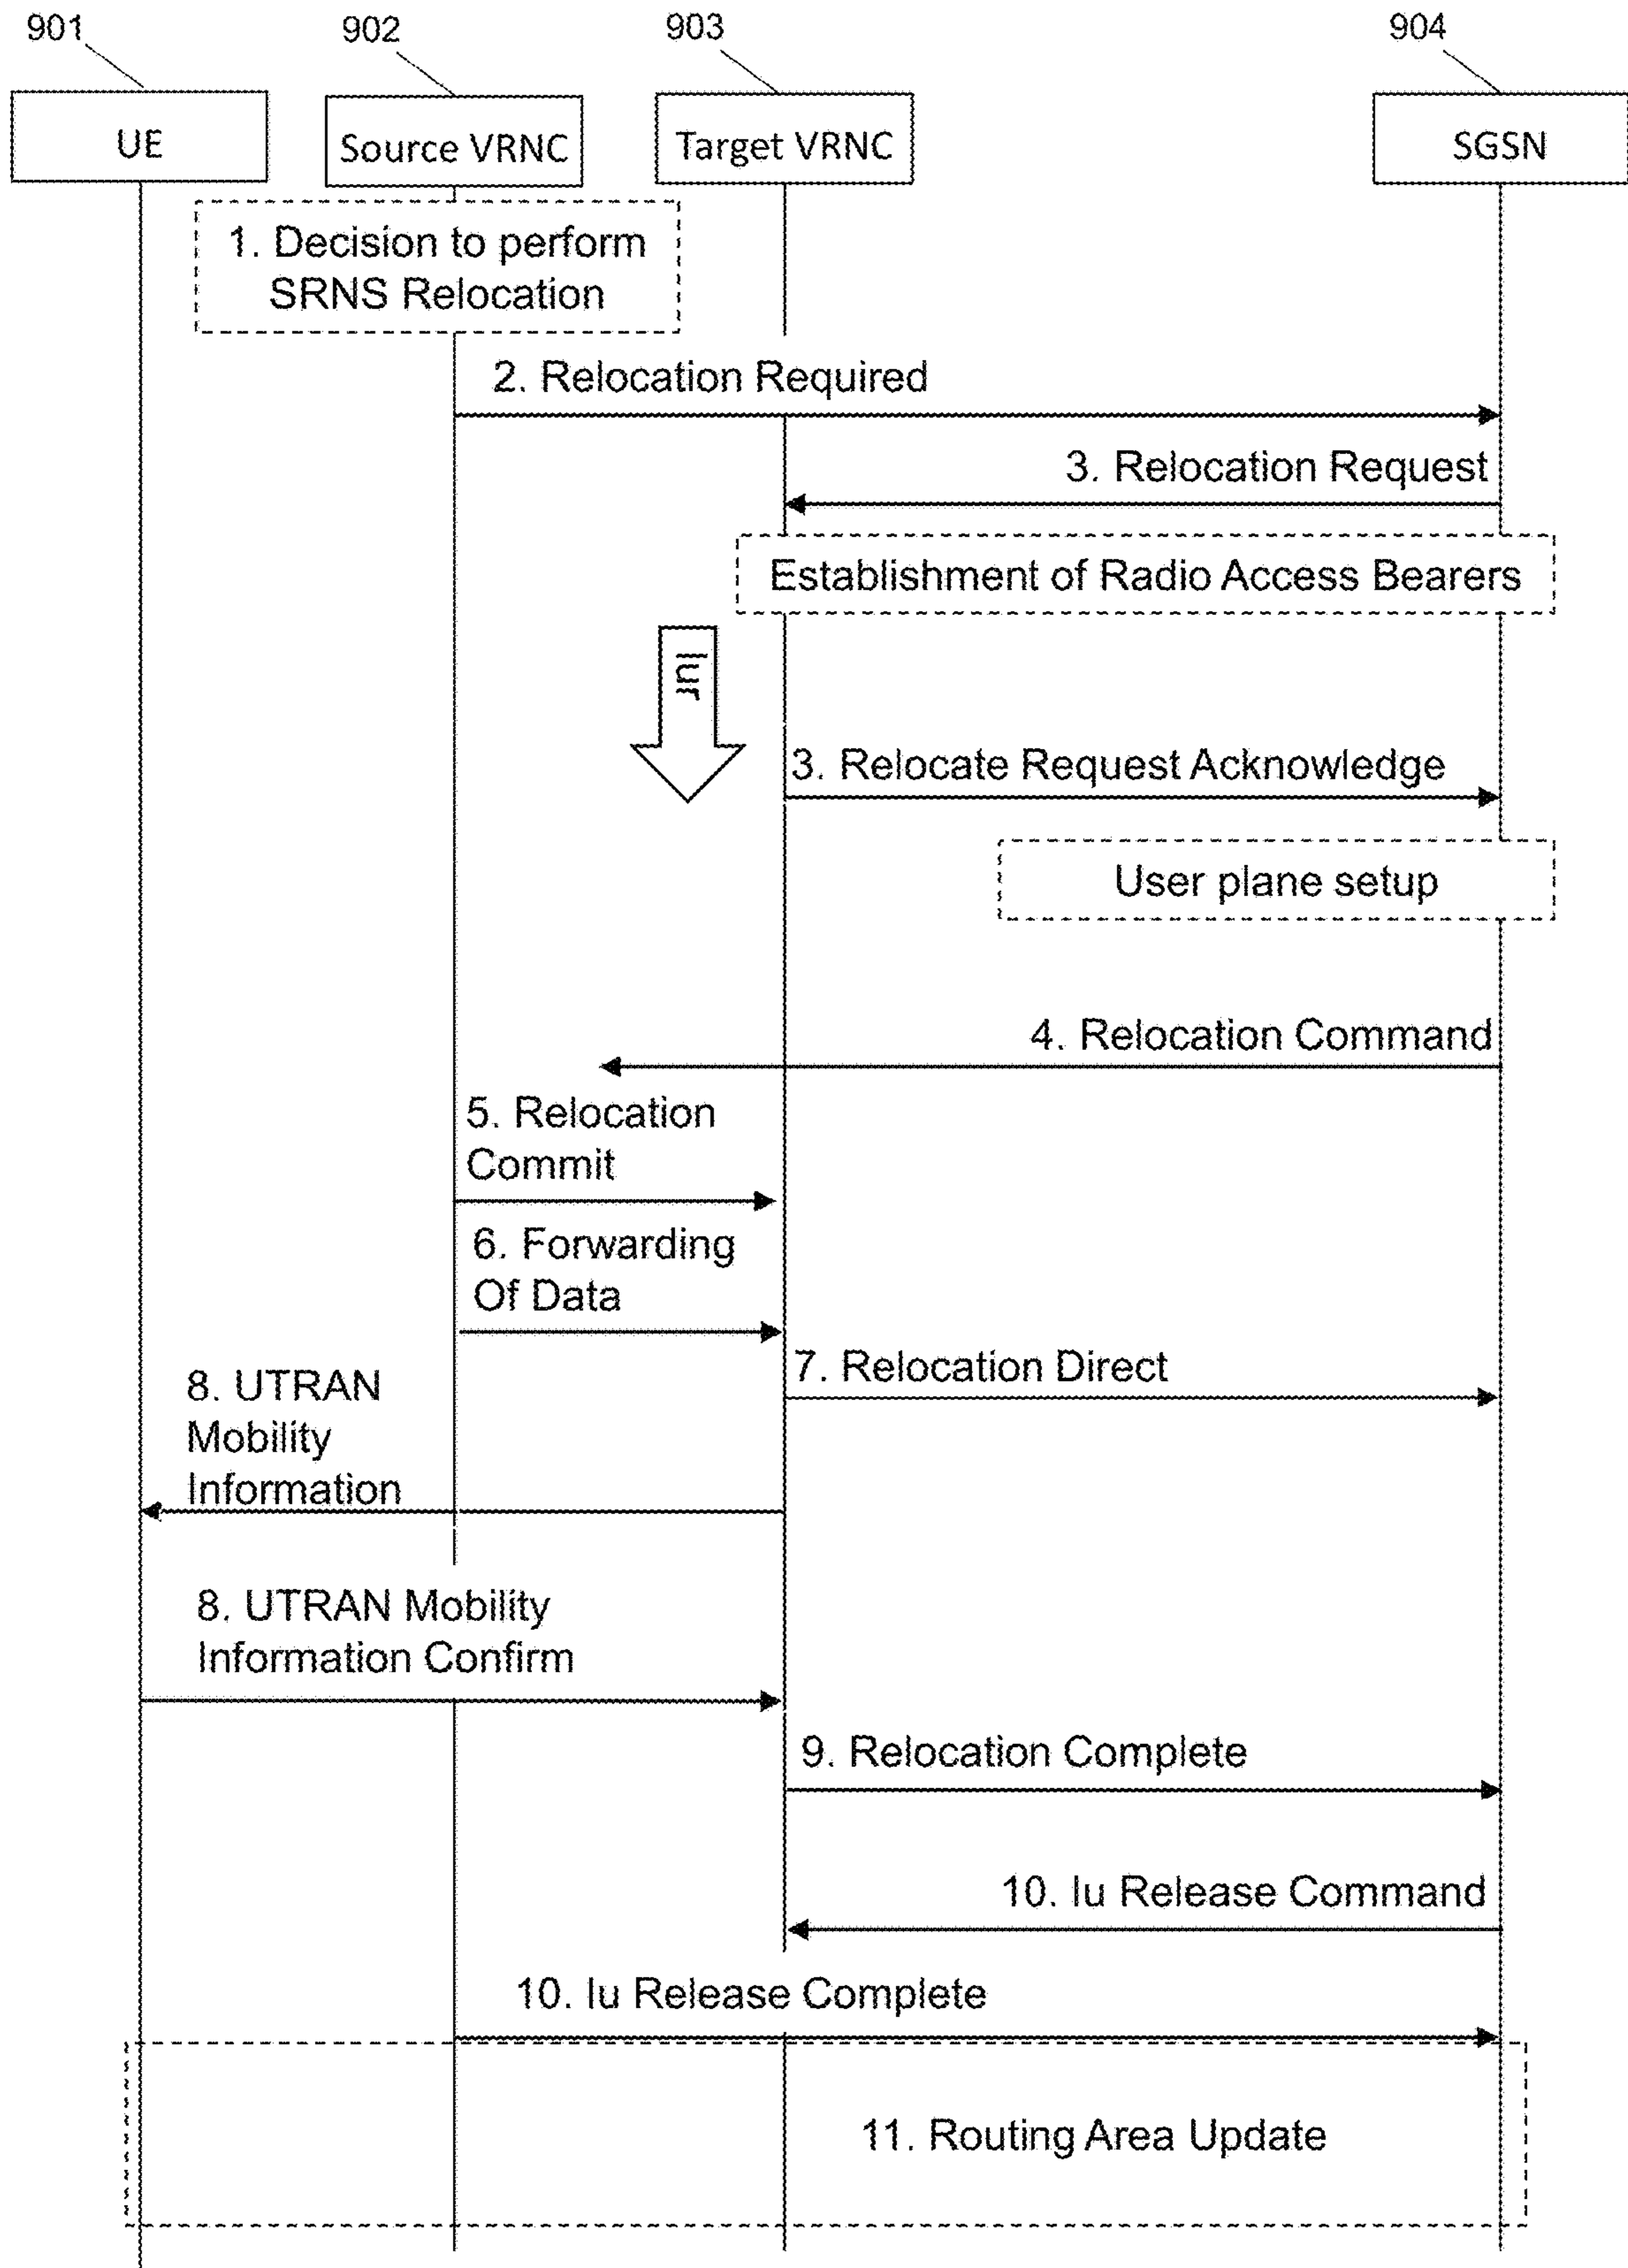 901
902
903
904
UE
Source VRNC
Target VRNC
SGSN
1. Decision to perform
SRNS Relocation
2. Relocation Required
3. Relocation Request
Establishment of Radio Access Bearers
Iur
3. Relocate Request Acknowledge
User plane setup
4. Relocation Command
5. Relocation
Commit
6. Forwarding
Of Data
7. Relocation Direct
8. UTRAN
Mobility
Information
8. UTRAN Mobility
Information Confirm
9. Relocation Complete
10. Iu Release Command
10. Iu Release Complete
11. Routing Area Update